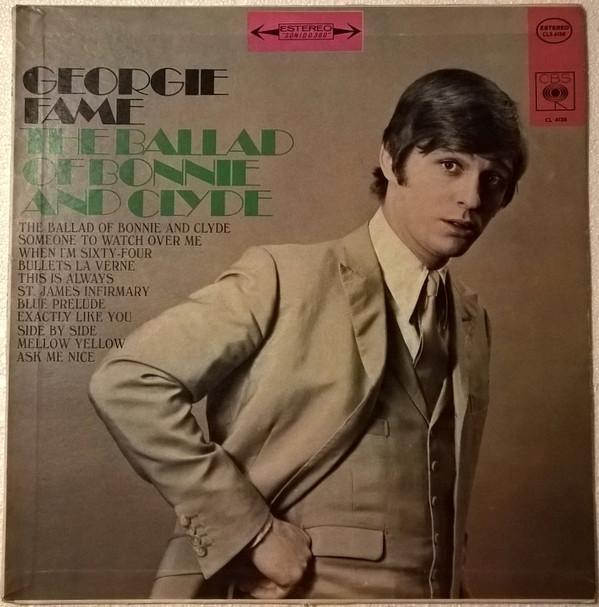 ESTEREO
"SONIDO 360"
ESTEREO
CLS 4138
CBS
CL 4138
GEORGIE
FAME
THE BALLAD
OF BONNIE
AND CLYDE
THE BALLAD OF BONNIE AND CLYDE
SOMEONE TO WATCH OVER ME
WHEN I'M SIXTY-FOUR
BULLETS LA VERNE
THIS IS ALWAYS
ST. JAMES INFIRMARY
BLUE PRELUDE
EXACTLY LIKE YOU
SIDE BY SIDE
MELLOW YELLOW
ASK ME NICE